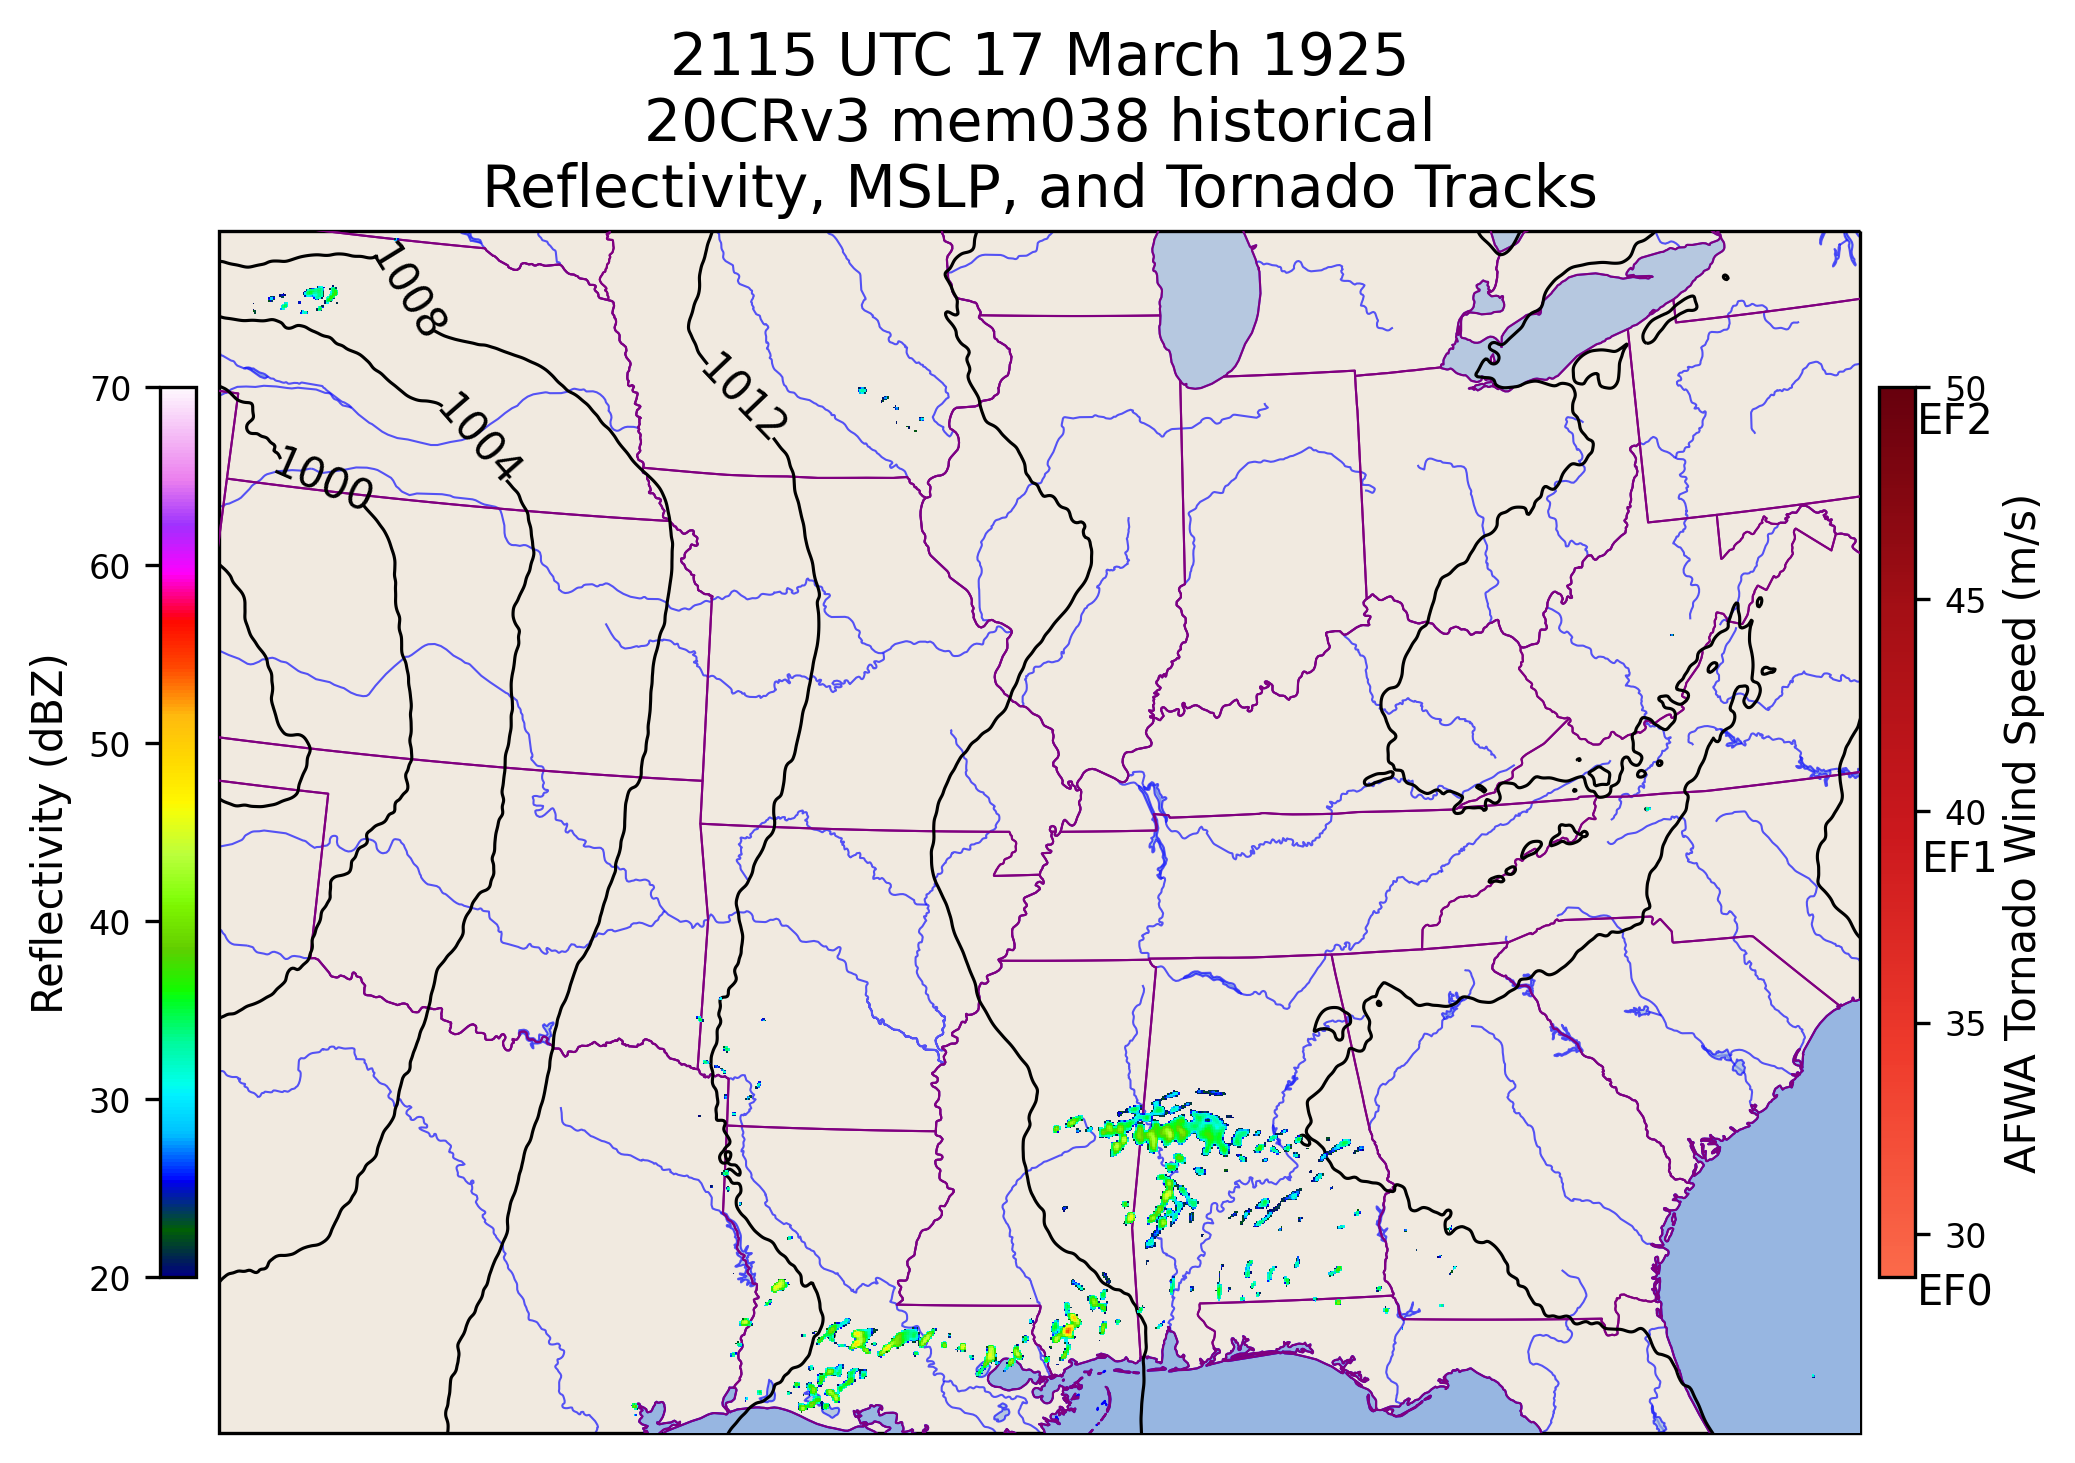 2115 UTC 17 March 1925
20CRv3 mem038 historical
Reflectivity, MSLP, and Tornado Tracks
1008
1012
1004
1000
70
60
50
40
30
20
Reflectivity (dBZ)
50
EF2
45
40
EF1
35
30
EF0
AFWA Tornado Wind Speed (m/s)